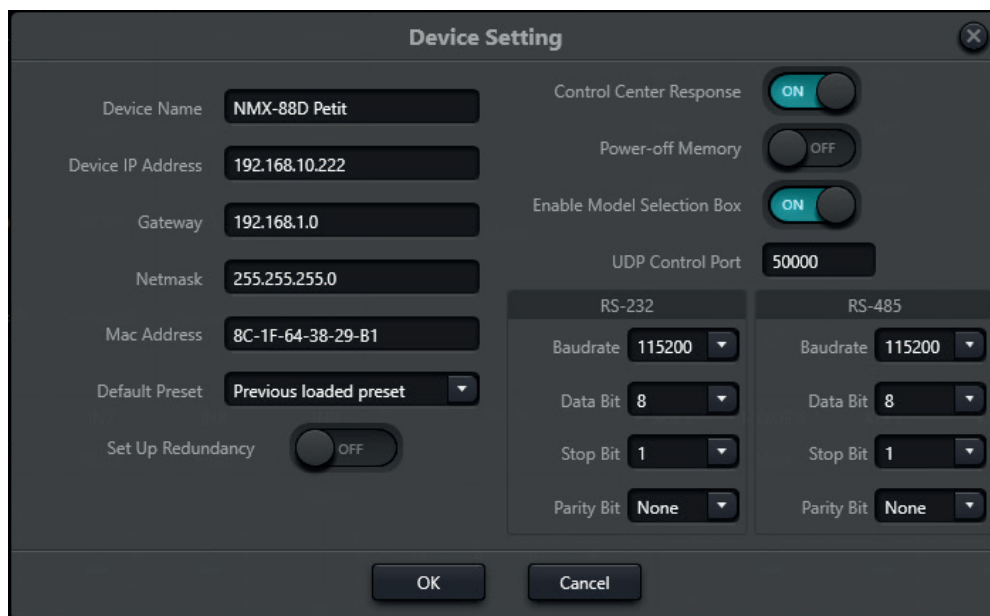 Device Setting
Device Name NMX-88D Petit
Device IP Address 192.168.10.222
Gateway 192.168.1.0
Netmask 255.255.255.0
Mac Address 8C-1F-64-38-29-B1
Default Preset Previous loaded preset
Set Up Redundancy OFF
Control Center Response ON
Power-off Memory OFF
Enable Model Selection Box ON
UDP Control Port 50000
RS-232
Baudrate 115200
Data Bit 8
Stop Bit 1
Parity Bit None
RS-485
Baudrate 115200
Data Bit 8
Stop Bit 1
Parity Bit None
OK Cancel